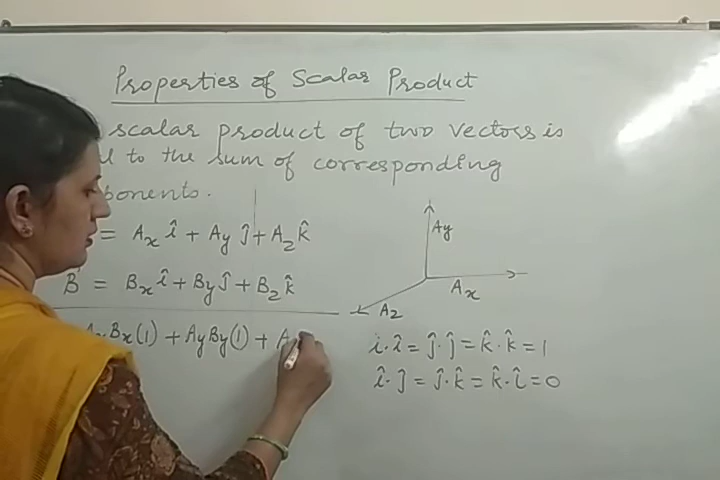 Properties of Scalar Product
scalar product of two vectors is
to the sum of corresponding
= Ax î + Ay ĵ + Az k̂
B = Bx î + By ĵ + Bz k̂
Bx(1) + AyBy(1) + A
Ay
Ax
Az
î.î = ĵ.ĵ = k̂.k̂ = 1
î.ĵ = ĵ.k̂ = k̂.î = 0